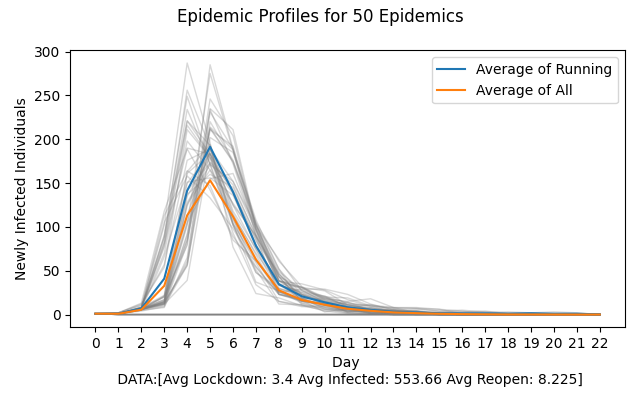 Epidemic Profiles for 50 Epidemics
Newly Infected Individuals
300
250
200
150
100
50
0
Average of Running
Average of All
0 1 2 3 4 5 6 7 8 9 10 11 12 13 14 15 16 17 18 19 20 21 22
Day
DATA:[Avg Lockdown: 3.4 Avg Infected: 553.66 Avg Reopen: 8.225]